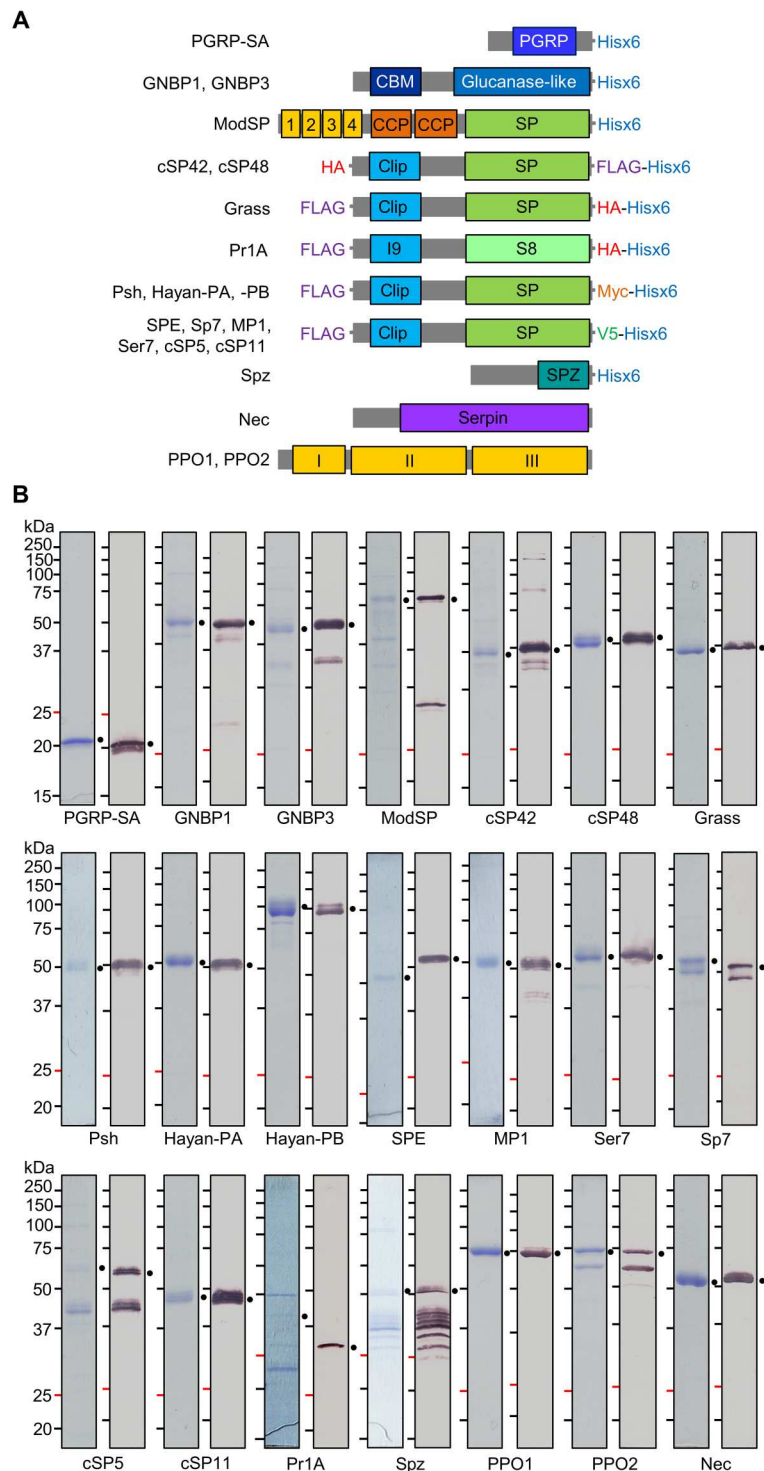 A
PGRP-SA PGRP Hisx6
GNBP1, GNBP3 CBM Glucanase-like Hisx6
ModSP 1 2 3 4 CCP CCP SP Hisx6
cSP42, cSP48 HA Clip SP FLAG-Hisx6
Grass FLAG Clip SP HA-Hisx6
Pr1A FLAG I9 S8 HA-Hisx6
Psh, Hayan-PA, -PB FLAG Clip SP Myc-Hisx6
SPE, Sp7, MP1,
Ser7, cSP5, cSP11 FLAG Clip SP V5-Hisx6
Spz SPZ Hisx6
Nec Serpin
PPO1, PPO2 I II III
B
kDa
250
150
100
75
50
37
25
20
15
PGRP-SA GNBP1 GNBP3 ModSP cSP42 cSP48 Grass
kDa
250
150
100
75
50
37
25
20
Psh Hayan-PA Hayan-PB SPE MP1 Ser7 Sp7
kDa
250
150
100
75
50
37
25
20
cSP5 cSP11 Pr1A Spz PPO1 PPO2 Nec